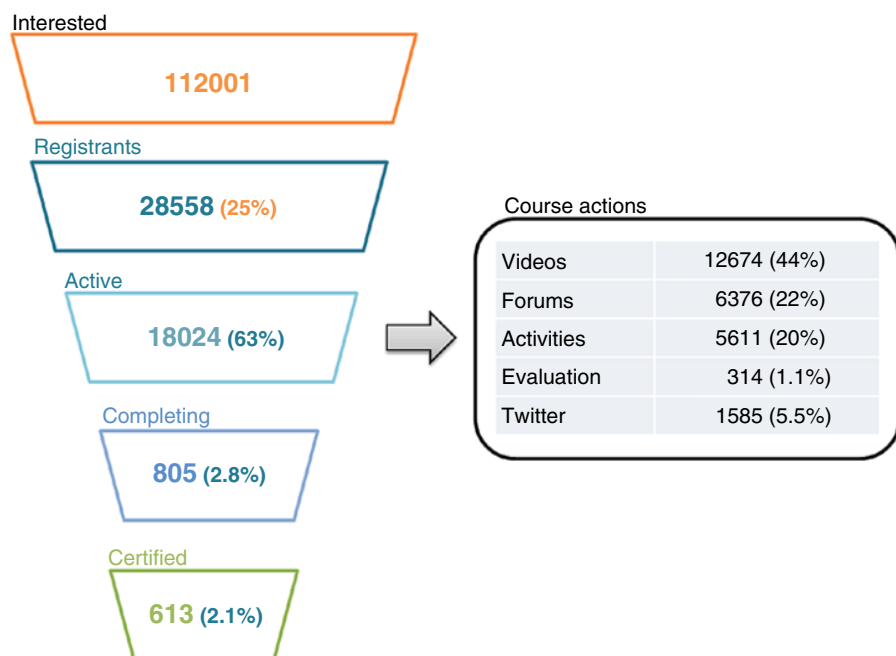 Interested
112001
Registrants
28558 (25%)
Active
18024 (63%)
Completing
805 (2.8%)
Certified
613 (2.1%)
Course actions
Videos 12674 (44%)
Forums 6376 (22%)
Activities 5611 (20%)
Evaluation 314 (1.1%)
Twitter 1585 (5.5%)